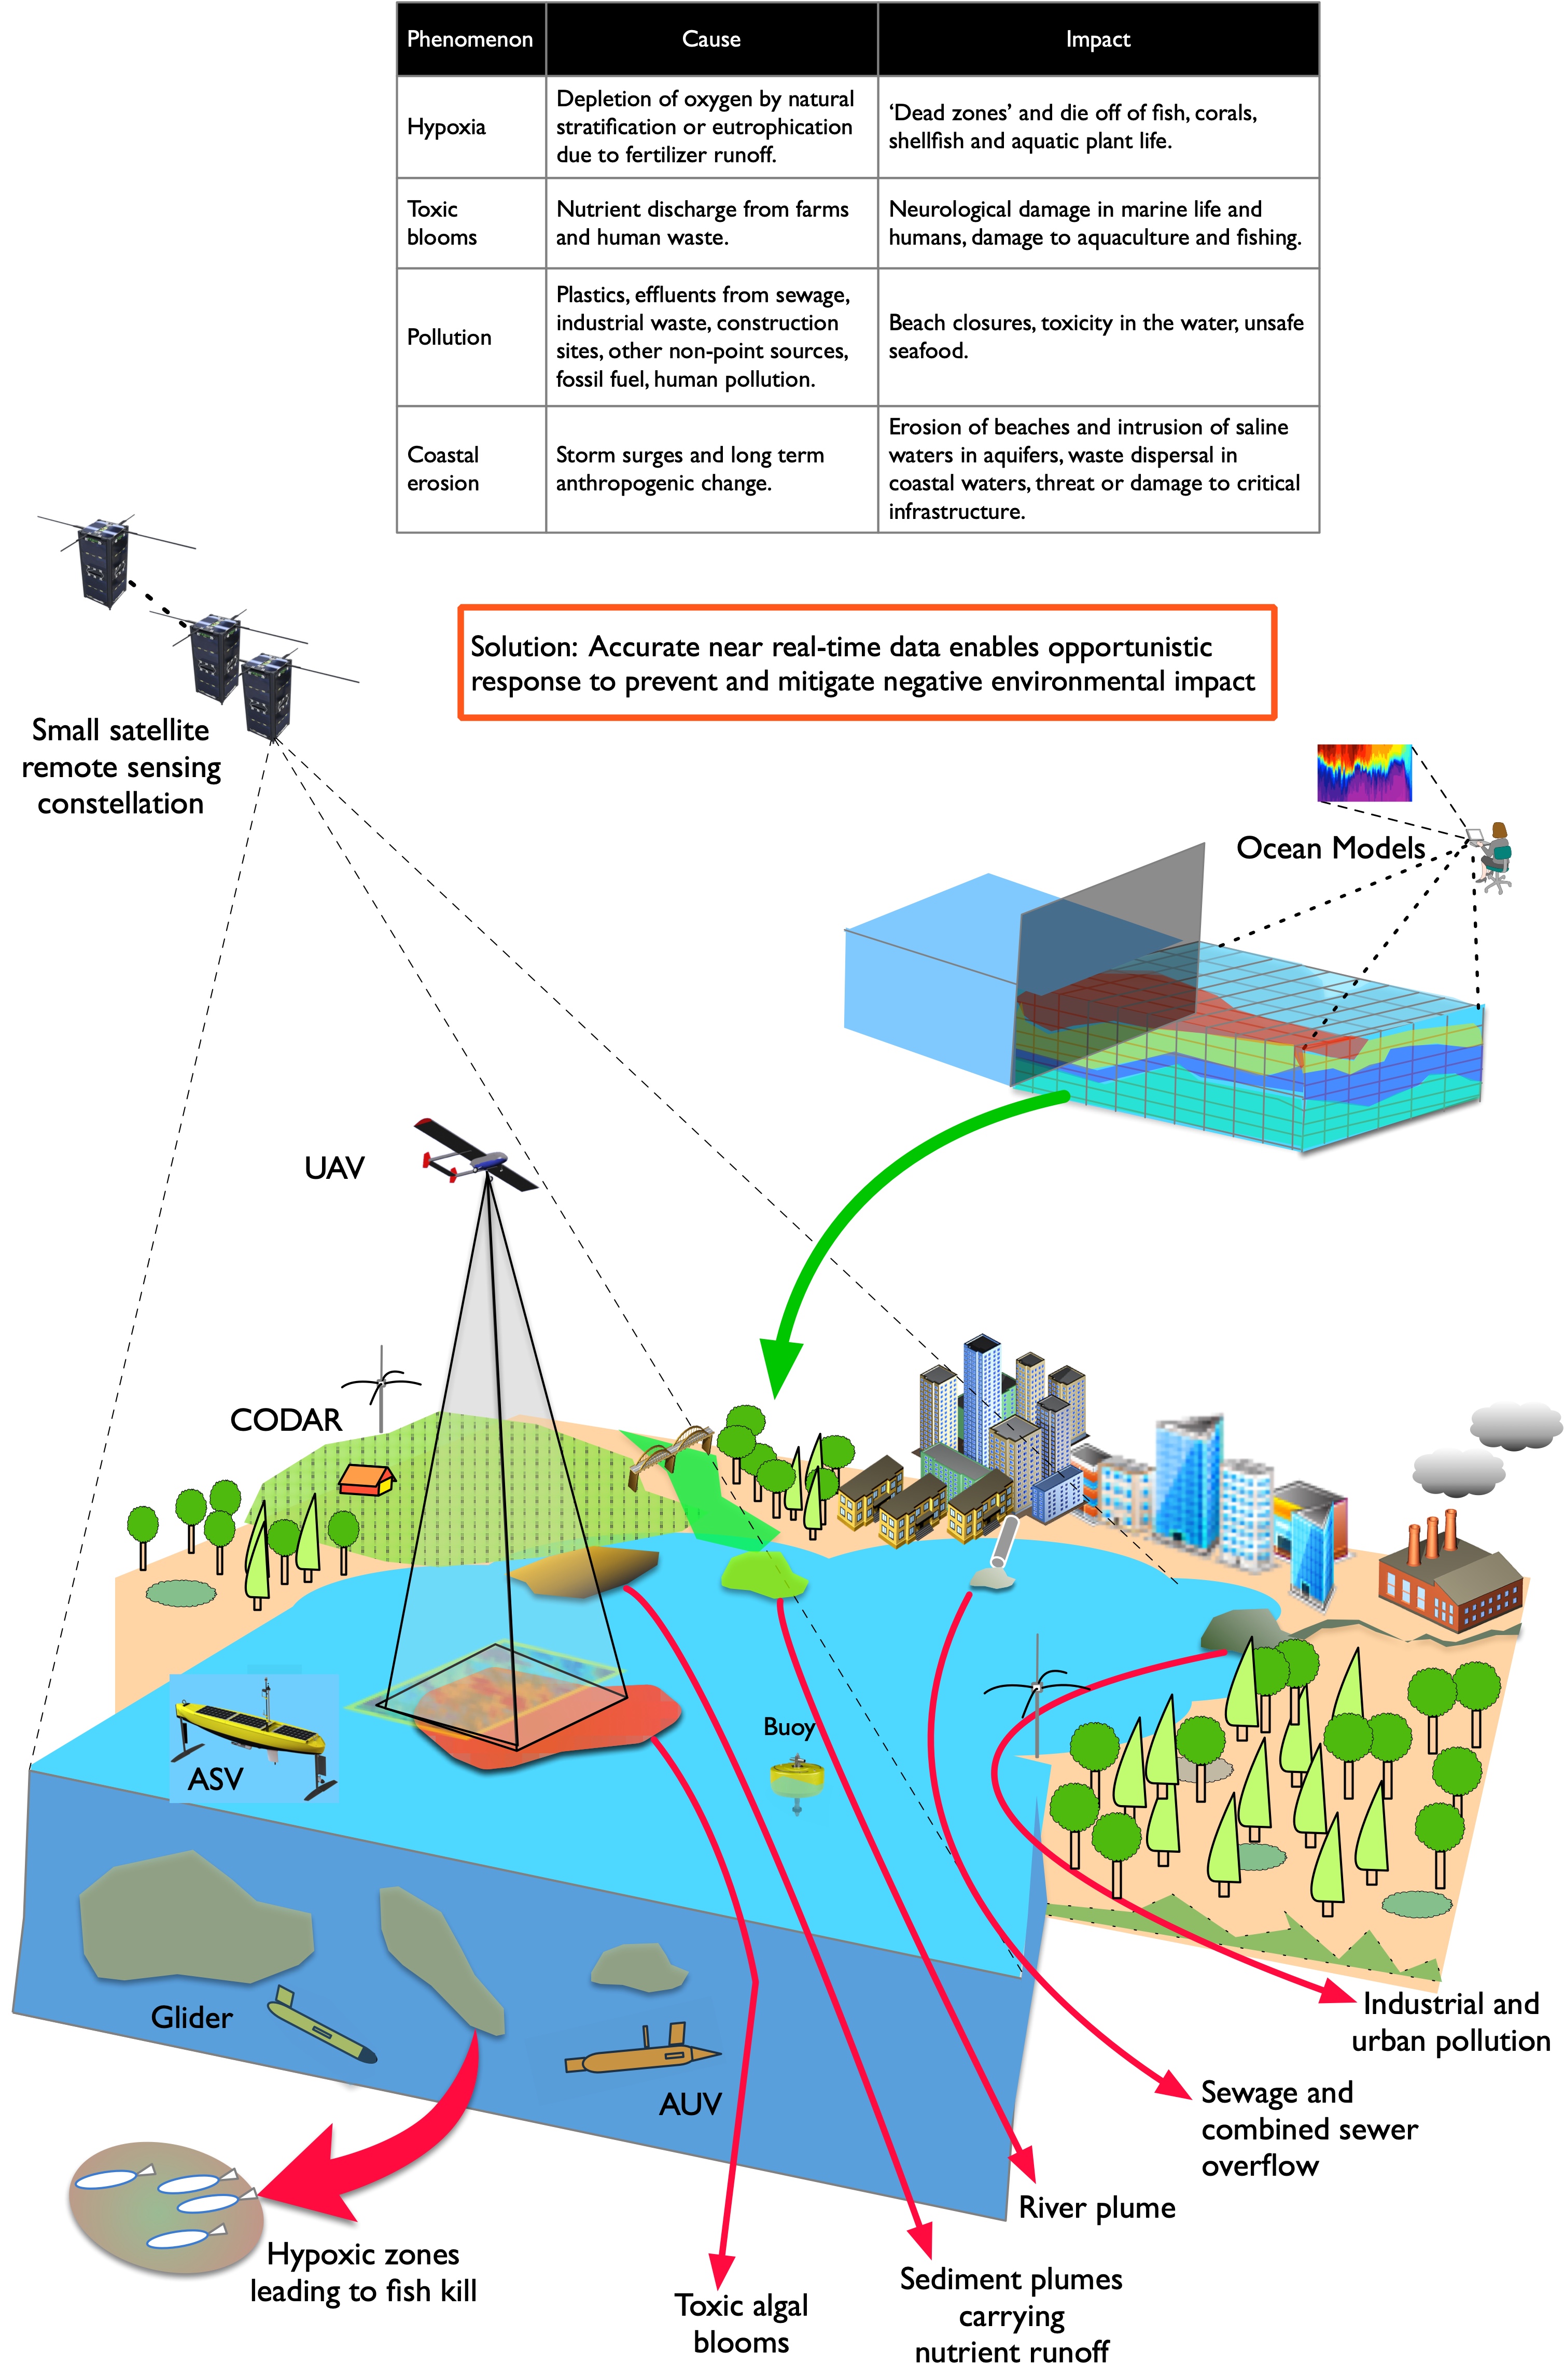 Phenomenon
Cause
Impact
Hypoxia
Depletion of oxygen by natural
stratification or eutrophication
due to fertilizer runoff.
‘Dead zones’ and die off of fish, corals,
shellfish and aquatic plant life.
Toxic
blooms
Nutrient discharge from farms
and human waste.
Neurological damage in marine life and
humans, damage to aquaculture and fishing.
Pollution
Plastics, effluents from sewage,
industrial waste, construction
sites, other non-point sources,
fossil fuel, human pollution.
Beach closures, toxicity in the water, unsafe
seafood.
Coastal
erosion
Storm surges and long term
anthropogenic change.
Erosion of beaches and intrusion of saline
waters in aquifers, waste dispersal in
coastal waters, threat or damage to critical
infrastructure.
Solution: Accurate near real-time data enables opportunistic
response to prevent and mitigate negative environmental impact
Small satellite
remote sensing
constellation
Ocean Models
UAV
CODAR
Buoy
ASV
Glider
AUV
Industrial and
urban pollution
Sewage and
combined sewer
overflow
River plume
Hypoxic zones
leading to fish kill
Sediment plumes
carrying
nutrient runoff
Toxic algal
blooms